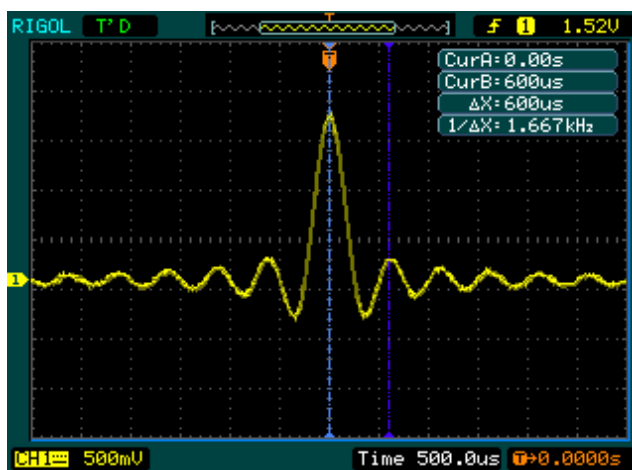 RIGOL T'D T f 1 1.52V
T
CurA:0.00s
CurB:600us
ΔX:600us
1/ΔX:1.667kHz
1
CH1 500mV Time 500.0us T→0.0000s